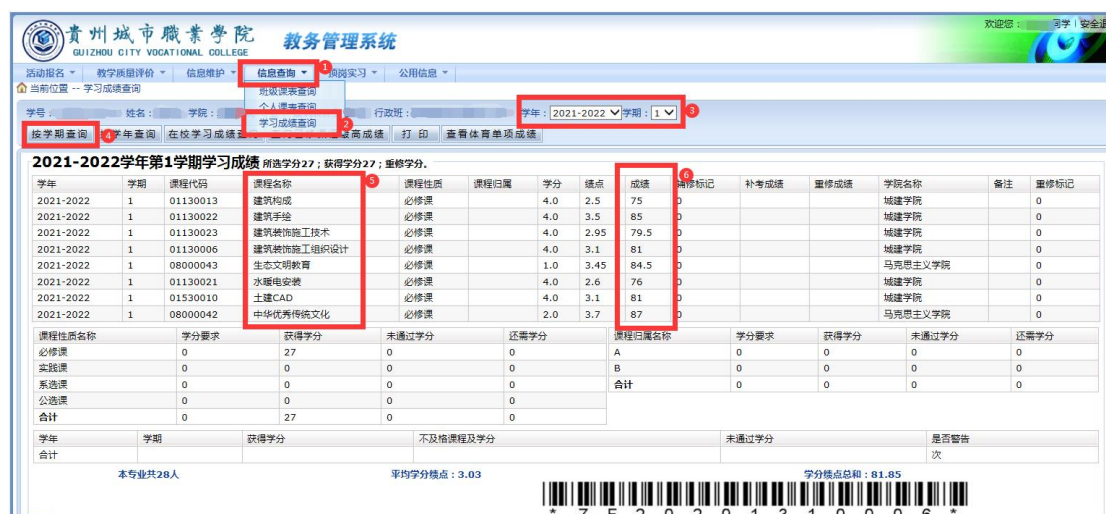 貴州城市職業學院 教务管理系统
GUIZHOU CITY VOCATIONAL COLLEGE
欢迎您： 同学 安全退
活动报名 教学质量评价 信息维护 信息查询 1 顶岗实习 公用信息
当前位置 -- 学习成绩查询
班级课表查询
个人课表查询
学习成绩查询 2
学号： 姓名： 学院： 行政班： 学年：2021-2022 学期：1 3
按学期查询 4 学年查询 在校学习成绩 最高成绩 打 印 查看体育单项成绩
2021-2022学年第1学期学习成绩 所选学分27；获得学分27；重修学分.
学年 学期 课程代码 课程名称 5 课程性质 课程归属 学分 绩点 成绩 6 辅修标记 补考成绩 重修成绩 学院名称 备注 重修标记
2021-2022 1 01130013 建筑构成 必修课 4.0 2.5 75 0 城建学院 0
2021-2022 1 01130022 建筑手绘 必修课 4.0 3.5 85 0 城建学院 0
2021-2022 1 01130023 建筑装饰施工技术 必修课 4.0 2.95 79.5 0 城建学院 0
2021-2022 1 01130006 建筑装饰施工组织设计 必修课 4.0 3.1 81 0 城建学院 0
2021-2022 1 08000043 生态文明教育 必修课 1.0 3.45 84.5 0 马克思主义学院 0
2021-2022 1 01130021 水暖电安装 必修课 4.0 2.6 76 0 城建学院 0
2021-2022 1 01530010 土建CAD 必修课 4.0 3.1 81 0 城建学院 0
2021-2022 1 08000042 中华优秀传统文化 必修课 2.0 3.7 87 0 马克思主义学院 0
课程性质名称 学分要求 获得学分 未通过学分 还需学分 课程归属名称 学分要求 获得学分 未通过学分 还需学分
必修课 0 27 0 0 A 0 0 0 0
实践课 0 0 0 0 B 0 0 0 0
系选课 0 0 0 0 合计 0 0 0 0
公选课 0 0 0 0
合计 0 27 0 0
学年 学期 获得学分 不及格课程及学分 未通过学分 是否警告
合计 次
本专业共28人 平均学分绩点：3.03 学分绩点总和：81.85